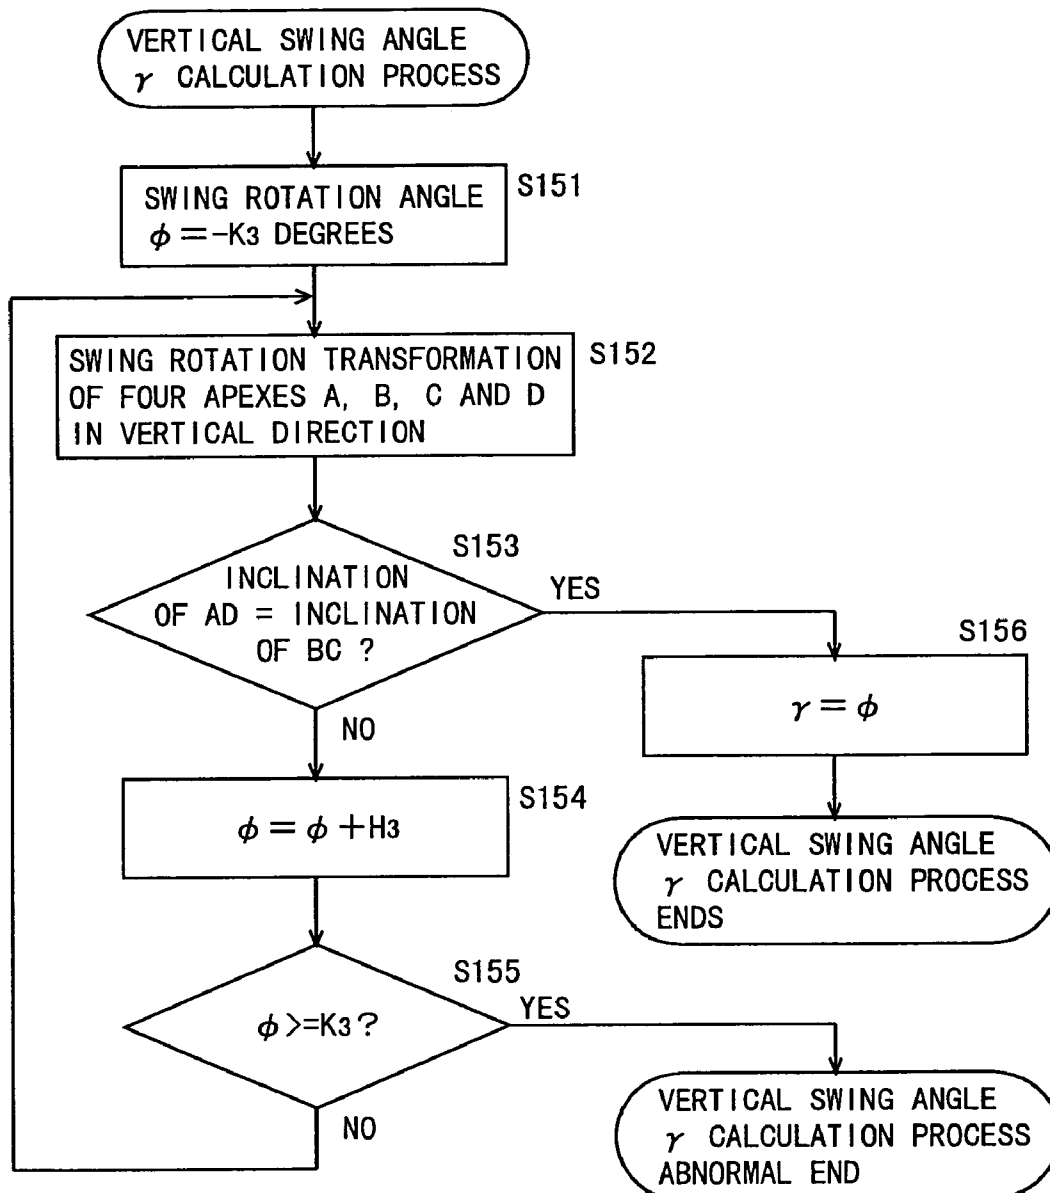 VERTICAL SWING ANGLE
γ CALCULATION PROCESS
S151
SWING ROTATION ANGLE
φ=-K3 DEGREES
S152
SWING ROTATION TRANSFORMATION
OF FOUR APEXES A, B, C AND D
IN VERTICAL DIRECTION
S153
INCLINATION
OF AD = INCLINATION
OF BC ?
YES
NO
S156
γ = φ
S154
φ = φ +H3
VERTICAL SWING ANGLE
γ CALCULATION PROCESS
ENDS
S155
φ >=K3 ?
YES
NO
VERTICAL SWING ANGLE
γ CALCULATION PROCESS
ABNORMAL END